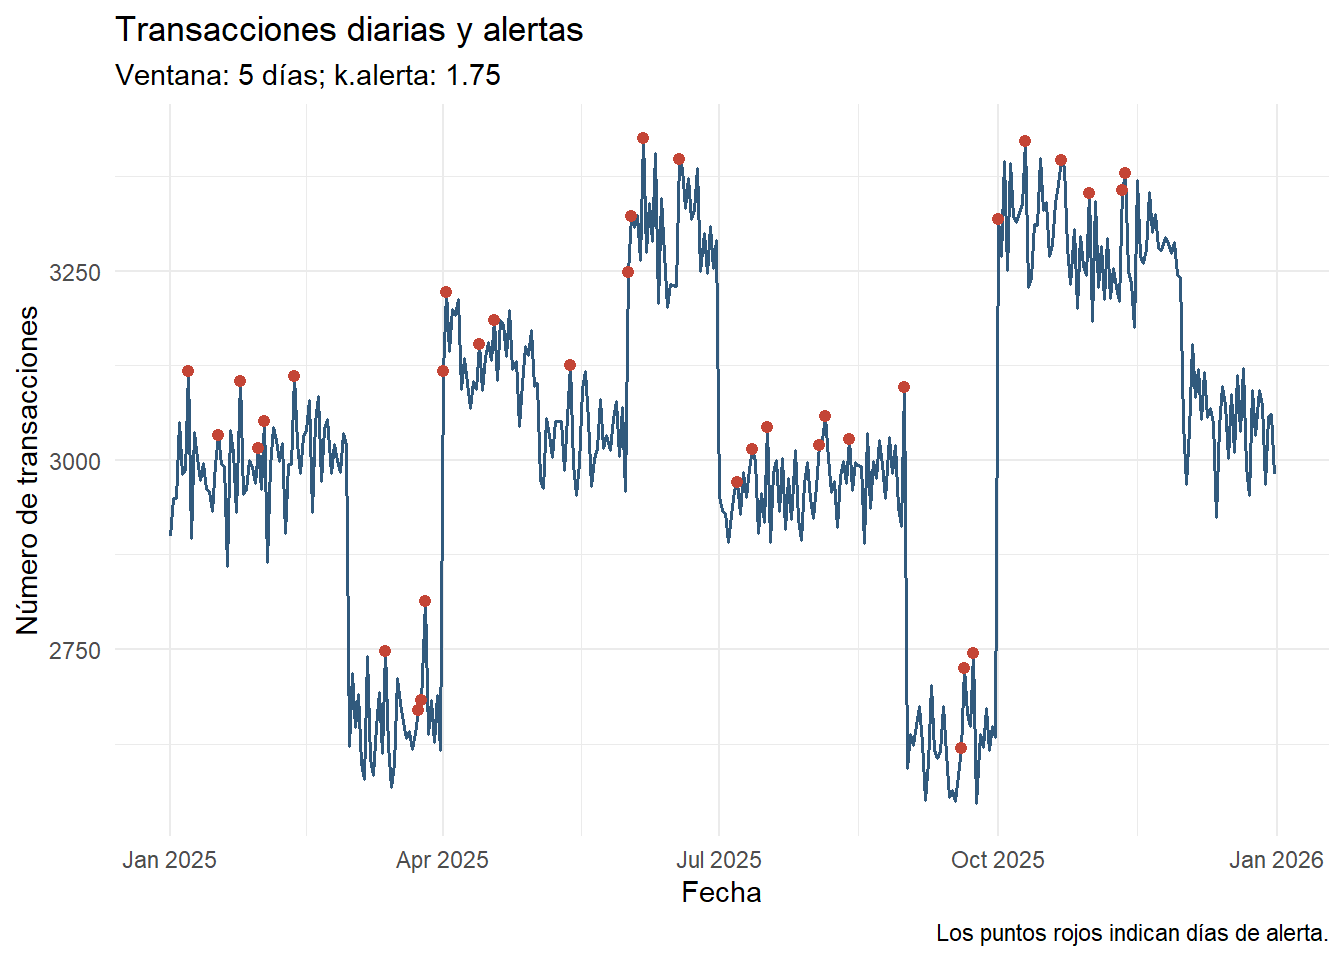 Transacciones diarias y alertas
Ventana: 5 días; k.alerta: 1.75
Número de transacciones
3250
3000
2750
Jan 2025
Apr 2025
Jul 2025
Oct 2025
Jan 2026
Fecha
Los puntos rojos indican días de alerta.